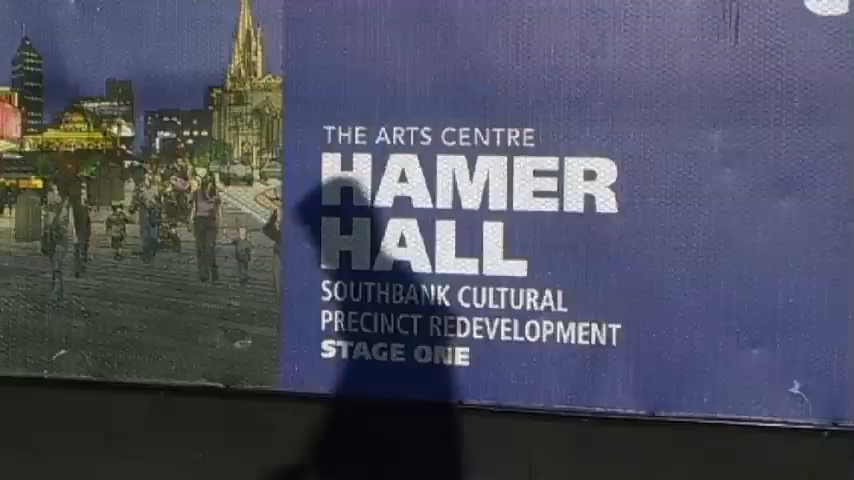 THE ARTS CENTRE
HAMER
HALL
SOUTHBANK CULTURAL
PRECINCT REDEVELOPMENT
STAGE ONE